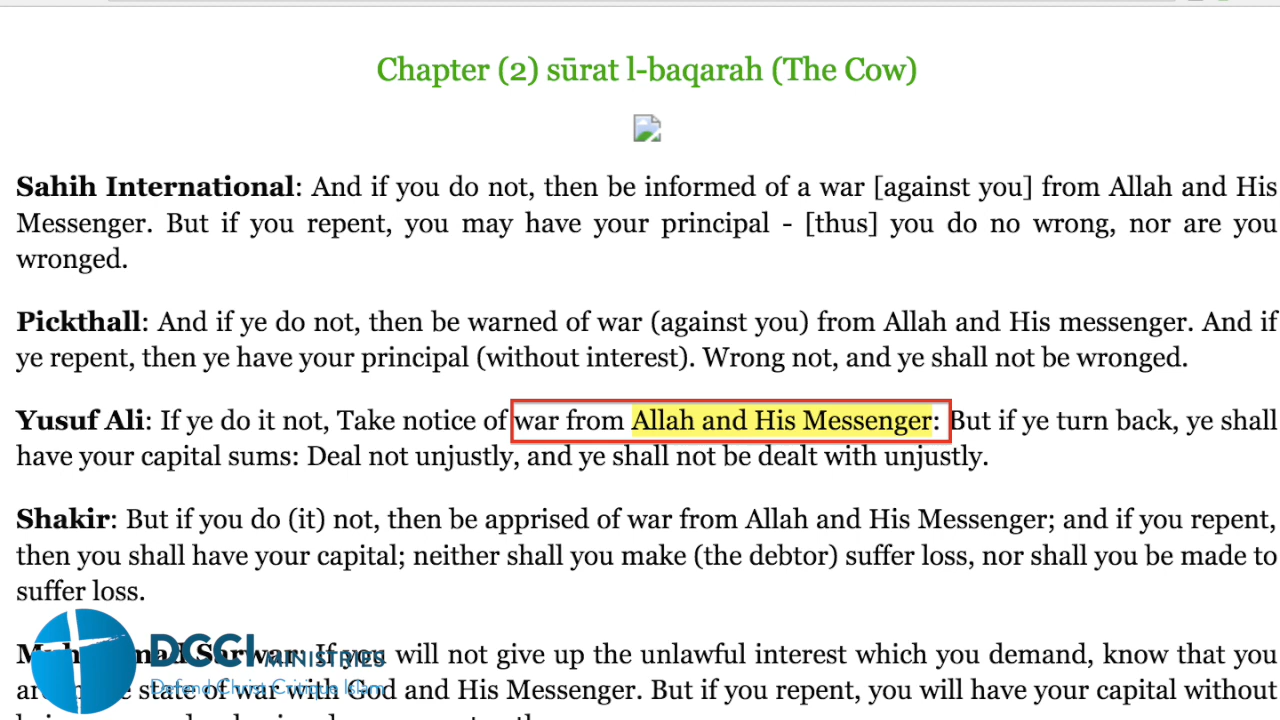 Chapter (2) sūrat l-baqarah (The Cow)
Sahih International: And if you do not, then be informed of a war [against you] from Allah and His
Messenger. But if you repent, you may have your principal - [thus] you do no wrong, nor are you
wronged.
Pickthall: And if ye do not, then be warned of war (against you) from Allah and His messenger. And if
ye repent, then ye have your principal (without interest). Wrong not, and ye shall not be wronged.
Yusuf Ali: If ye do it not, Take notice of war from Allah and His Messenger: But if ye turn back, ye shall
have your capital sums: Deal not unjustly, and ye shall not be dealt with unjustly.
Shakir: But if you do (it) not, then be apprised of war from Allah and His Messenger; and if you repent,
then you shall have your capital; neither shall you make (the debtor) suffer loss, nor shall you be made to
suffer loss.
Sarwar: If you will not give up the unlawful interest which you demand, know that you
state of war with God and His Messenger. But if you repent, you will have your capital without
DCCI MINISTRIES
Defend Christ Critique Islam